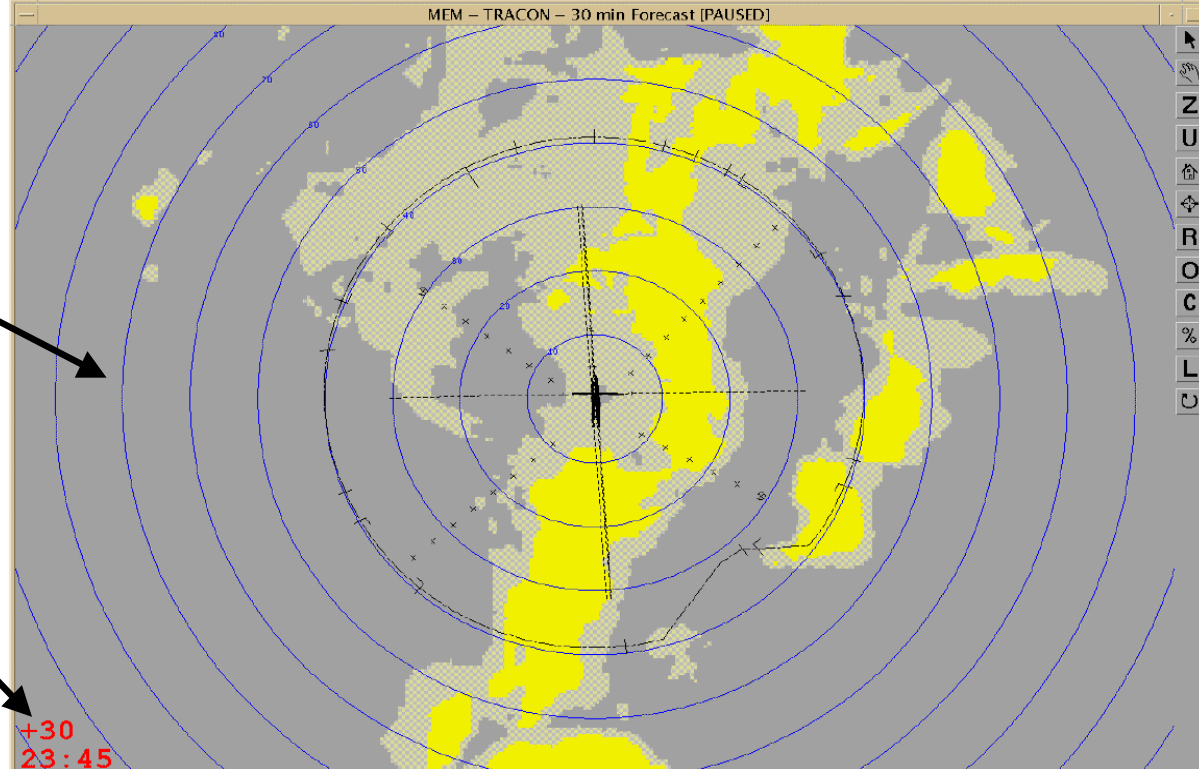 MEM – TRACON – 30 min Forecast [PAUSED]
80
70
60
50
40
30
20
10
Z
U
R
O
C
%
L
+30
23:45